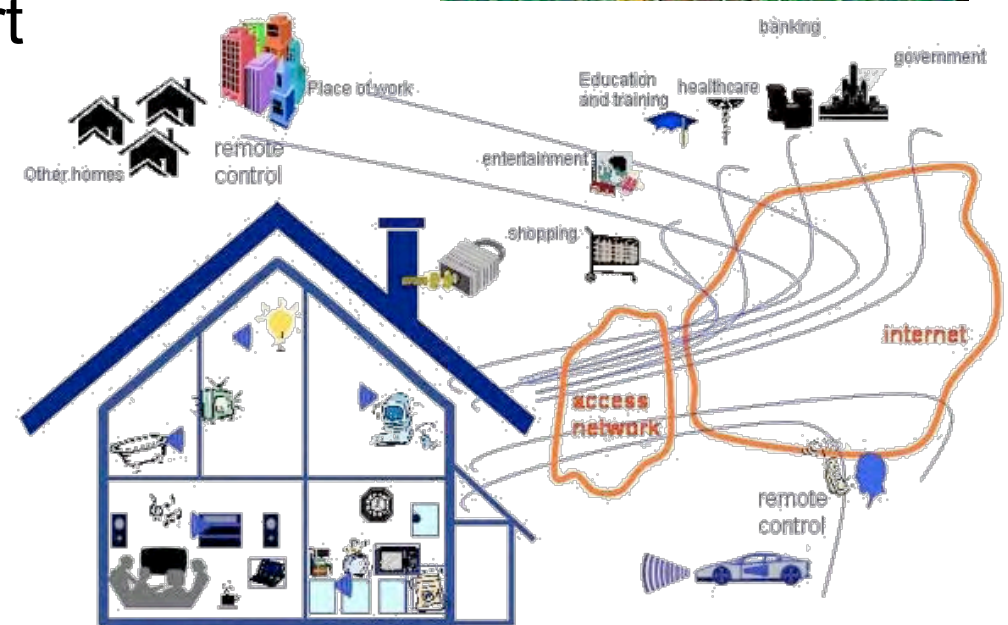 rt
banking
government
Education
and training
healthcare
Place of work
Other homes
remote
control
entertainment
shopping
internet
access
network
remote
control